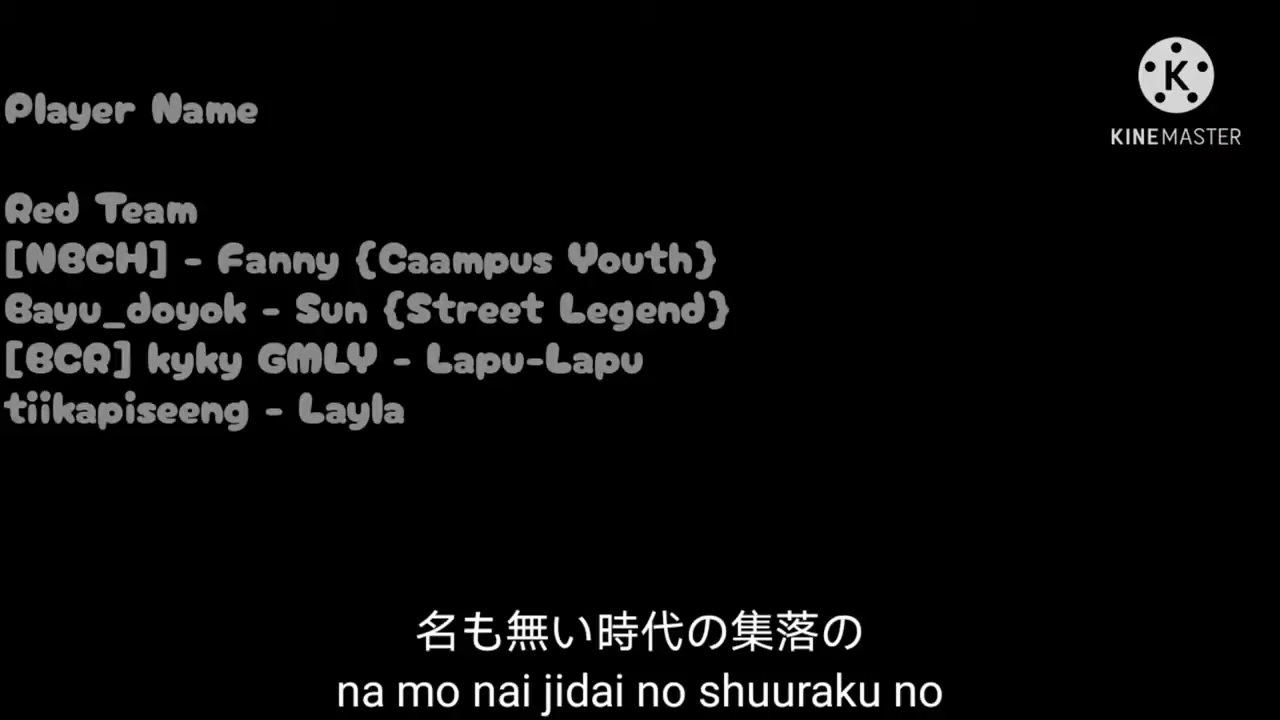 Player Name
K
KINEMASTER
Red Team
[NBCH] - Fanny {Caampus Youth}
Bayu_doyok - Sun {Street Legend}
[BCR] kyky GMLY - Lapu-Lapu
tiikapiseeng - Layla
名も無い時代の集落の
na mo nai jidai no shuuraku no